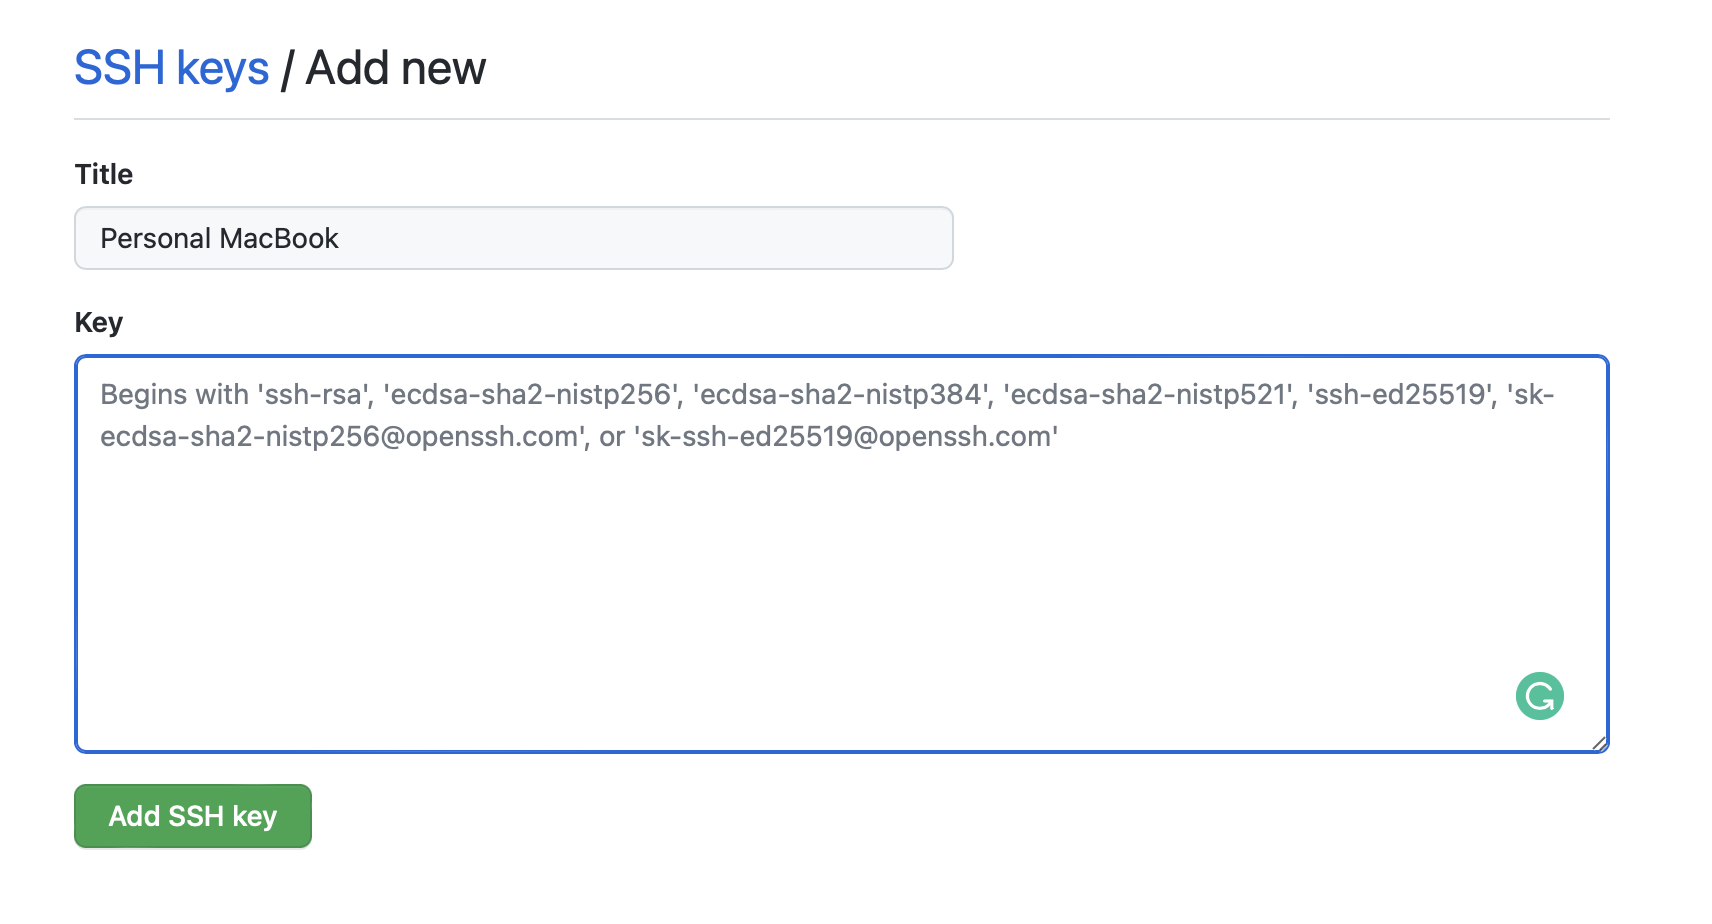 SSH keys / Add new
Title
Personal MacBook
Key
Begins with 'ssh-rsa', 'ecdsa-sha2-nistp256', 'ecdsa-sha2-nistp384', 'ecdsa-sha2-nistp521', 'ssh-ed25519', 'sk-
ecdsa-sha2-nistp256@openssh.com', or 'sk-ssh-ed25519@openssh.com'
Add SSH key